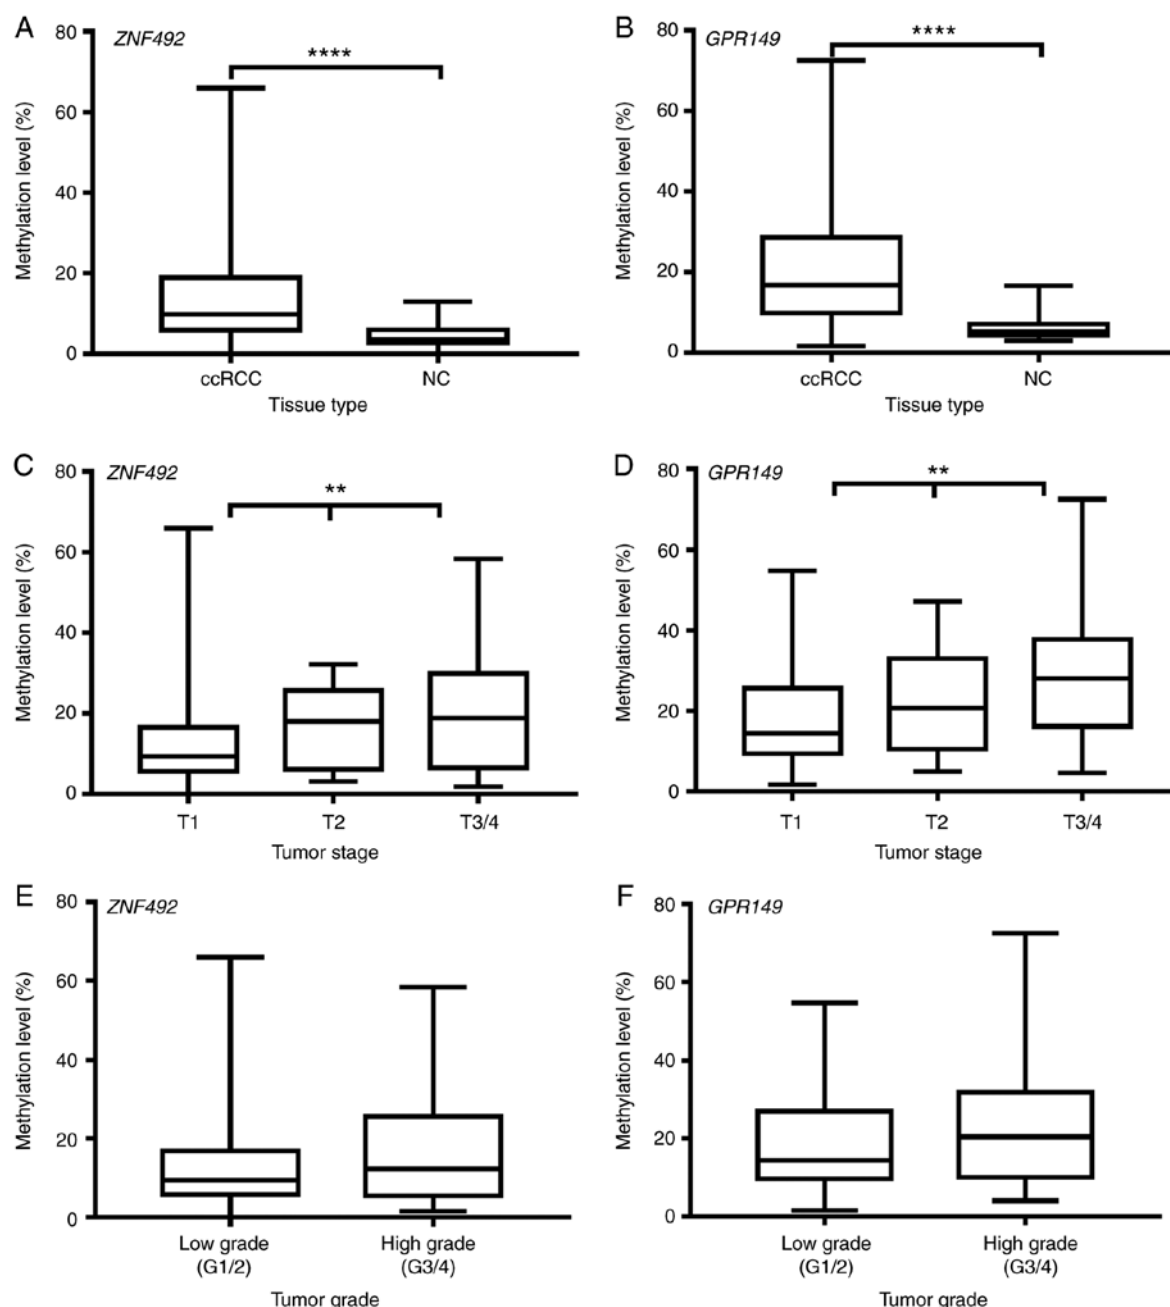 A
ZNF492
****
Methylation level (%)
80
60
40
20
0
ccRCC
NC
Tissue type
B
GPR149
****
Methylation level (%)
80
60
40
20
0
ccRCC
NC
Tissue type
C
ZNF492
**
Methylation level (%)
80
60
40
20
0
T1
T2
T3/4
Tumor stage
D
GPR149
**
Methylation level (%)
80
60
40
20
0
T1
T2
T3/4
Tumor stage
E
ZNF492
Methylation level (%)
80
60
40
20
0
Low grade
(G1/2)
High grade
(G3/4)
Tumor grade
F
GPR149
Methylation level (%)
80
60
40
20
0
Low grade
(G1/2)
High grade
(G3/4)
Tumor grade